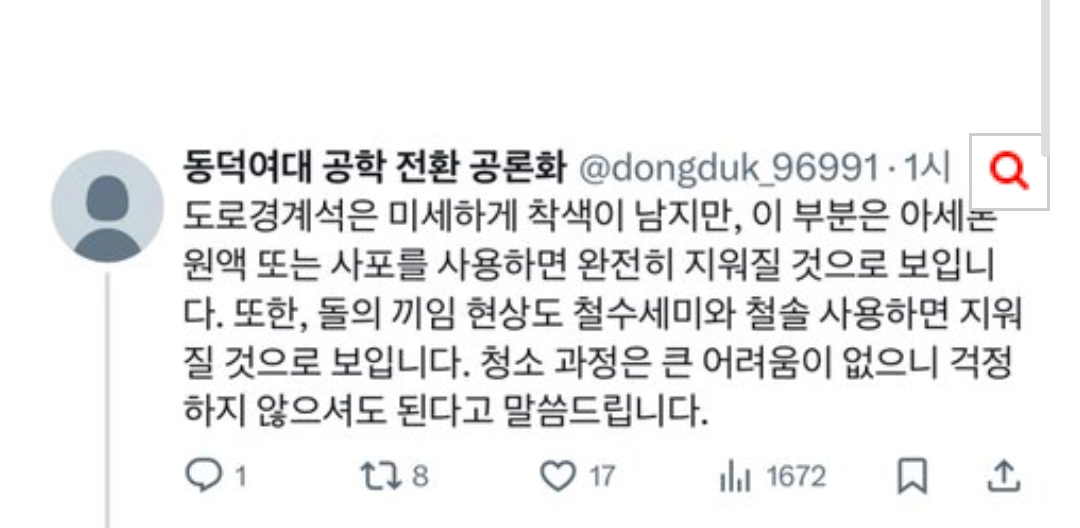 동덕여대 공학 전환 공론화 @dongduk_96991 · 1시
도로경계석은 미세하게 착색이 남지만, 이 부분은 아세톤
원액 또는 사포를 사용하면 완전히 지워질 것으로 보입니
다. 또한, 돌의 끼임 현상도 철수세미와 철솔 사용하면 지워
질 것으로 보입니다. 청소 과정은 큰 어려움이 없으니 걱정
하지 않으셔도 된다고 말씀드립니다.
1 8 17 1672